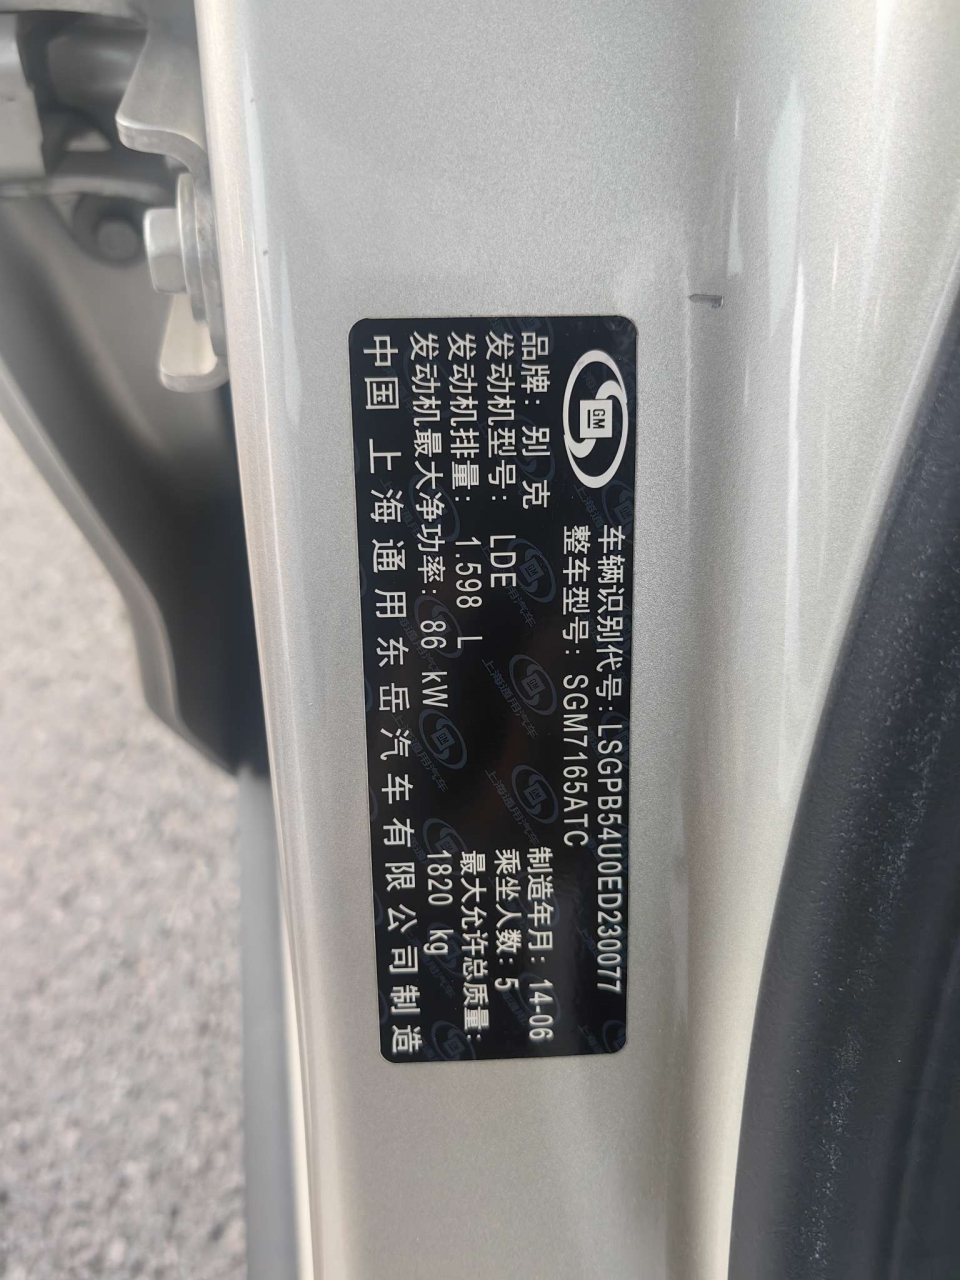 GM
车辆识别代号: LSGPB54U0ED230077
整车型号: SGM7165ATC
品牌: 别克
制造年月: 14-06
发动机型号: LDE
乘坐人数: 5
发动机排量: 1.598 L
最大允许总质量:
发动机最大净功率: 86 kW
1820 kg
中国 上海通用东岳汽车有限公司制造